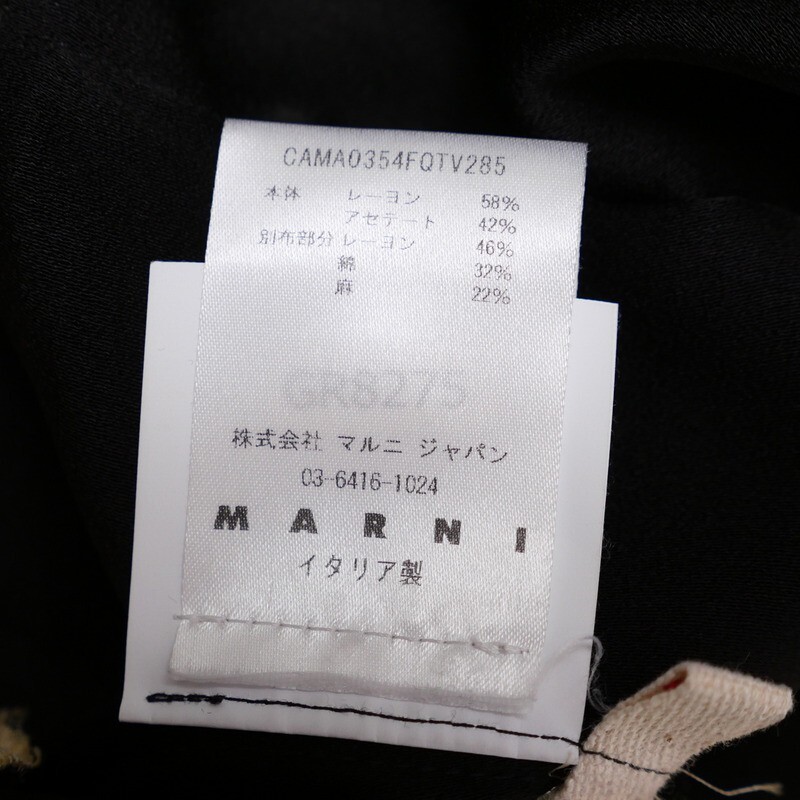 CAMA0354FQTV285
本体 レーヨン 58%
アセテート 42%
別布部分 レーヨン 46%
綿 32%
麻 22%
GR8275
株式会社 マルニ ジャパン
03-6416-1024
MARNI
イタリア製